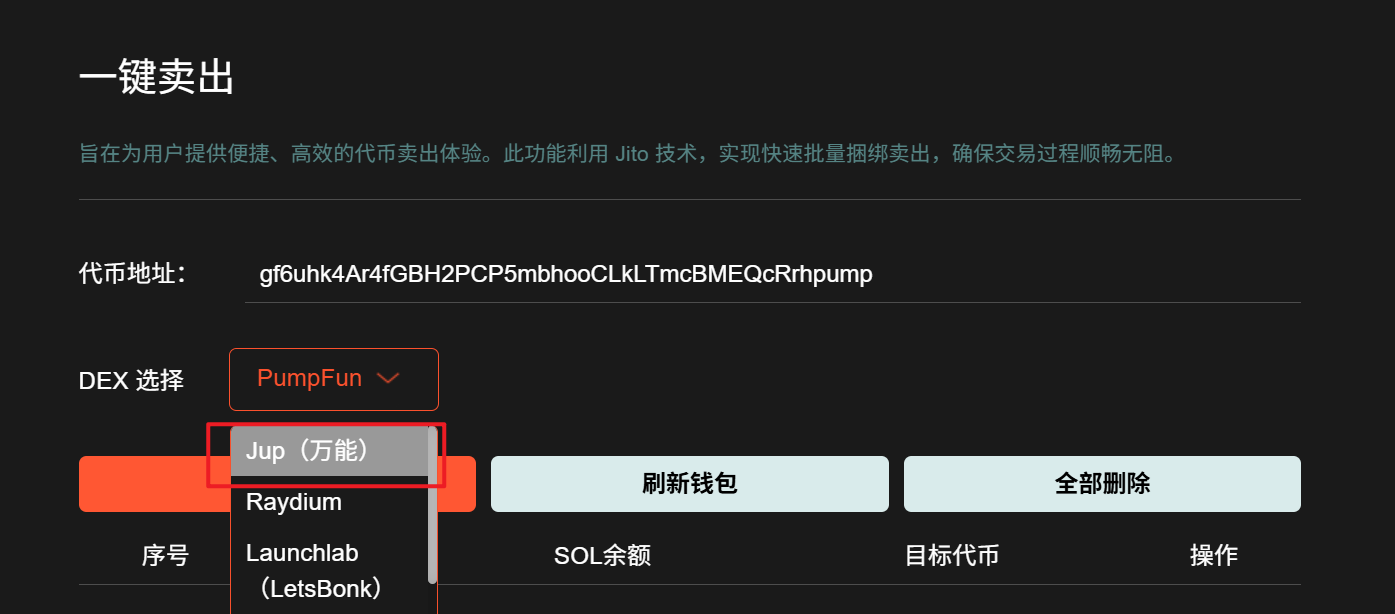 一键卖出
旨在为用户提供便捷、高效的代币卖出体验。此功能利用 Jito 技术，实现快速批量捆绑卖出，确保交易过程顺畅无阻。
代币地址：
gf6uhk4Ar4fGBH2PCP5mbhooCLkLTmcBMEQcRrhpump
DEX 选择
PumpFun
Jup（万能）
Raydium
Launchlab
（LetsBonk）
刷新钱包
全部删除
序号
SOL余额
目标代币
操作